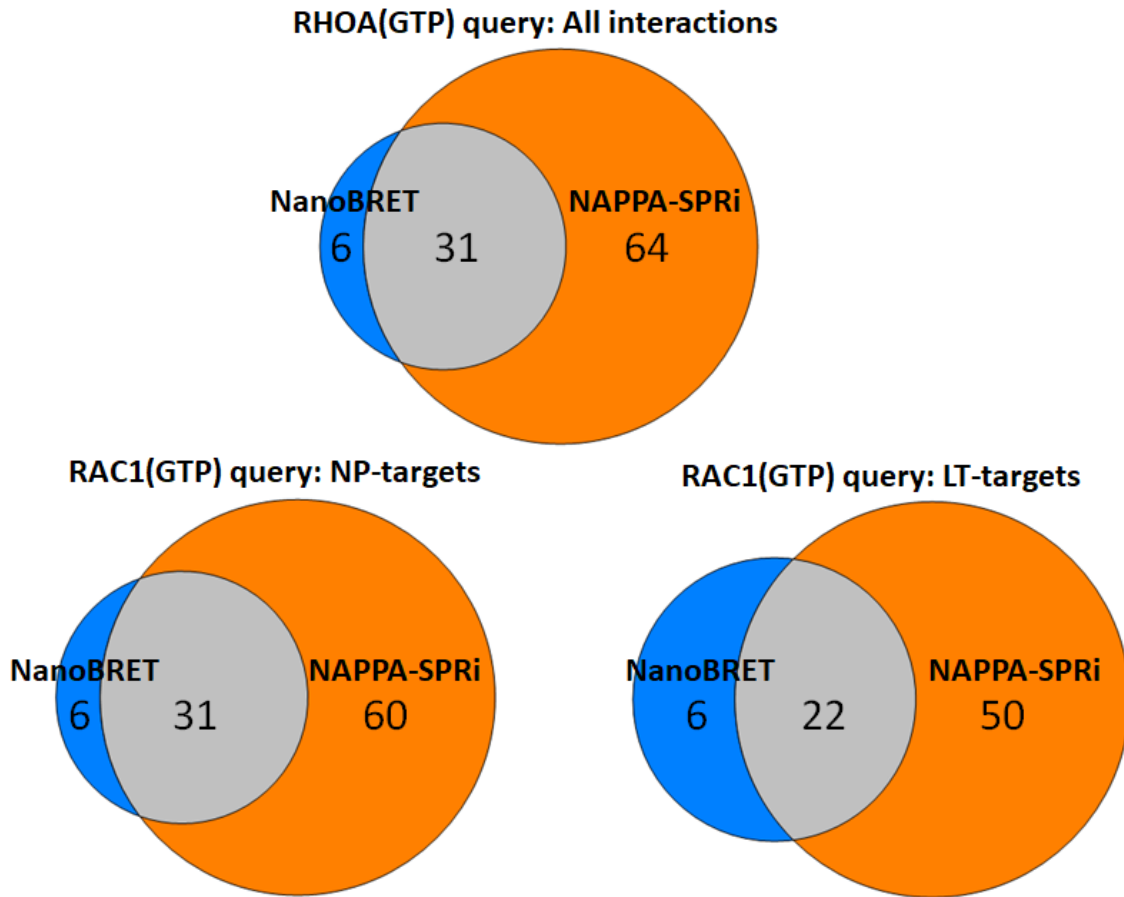 RHOA(GTP) query: All interactions
NanoBRET
NAPPA-SPRi
6
31
64
RAC1(GTP) query: NP-targets
NanoBRET
NAPPA-SPRi
6
31
60
RAC1(GTP) query: LT-targets
NanoBRET
NAPPA-SPRi
6
22
50